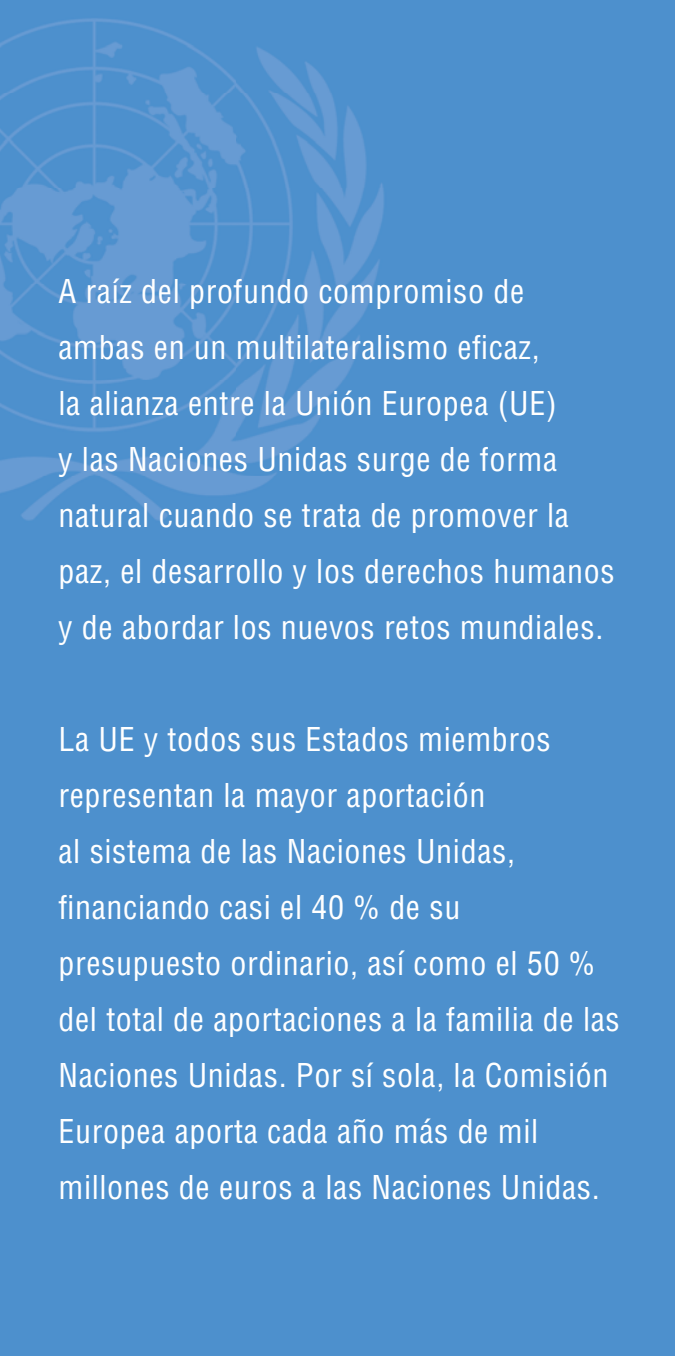 A raíz del profundo compromiso de
ambas en un multilateralismo eficaz,
la alianza entre la Unión Europea (UE)
y las Naciones Unidas surge de forma
natural cuando se trata de promover la
paz, el desarrollo y los derechos humanos
y de abordar los nuevos retos mundiales.
La UE y todos sus Estados miembros
representan la mayor aportación
al sistema de las Naciones Unidas,
financiando casi el 40 % de su
presupuesto ordinario, así como el 50 %
del total de aportaciones a la familia de las
Naciones Unidas. Por sí sola, la Comisión
Europea aporta cada año más de mil
millones de euros a las Naciones Unidas.